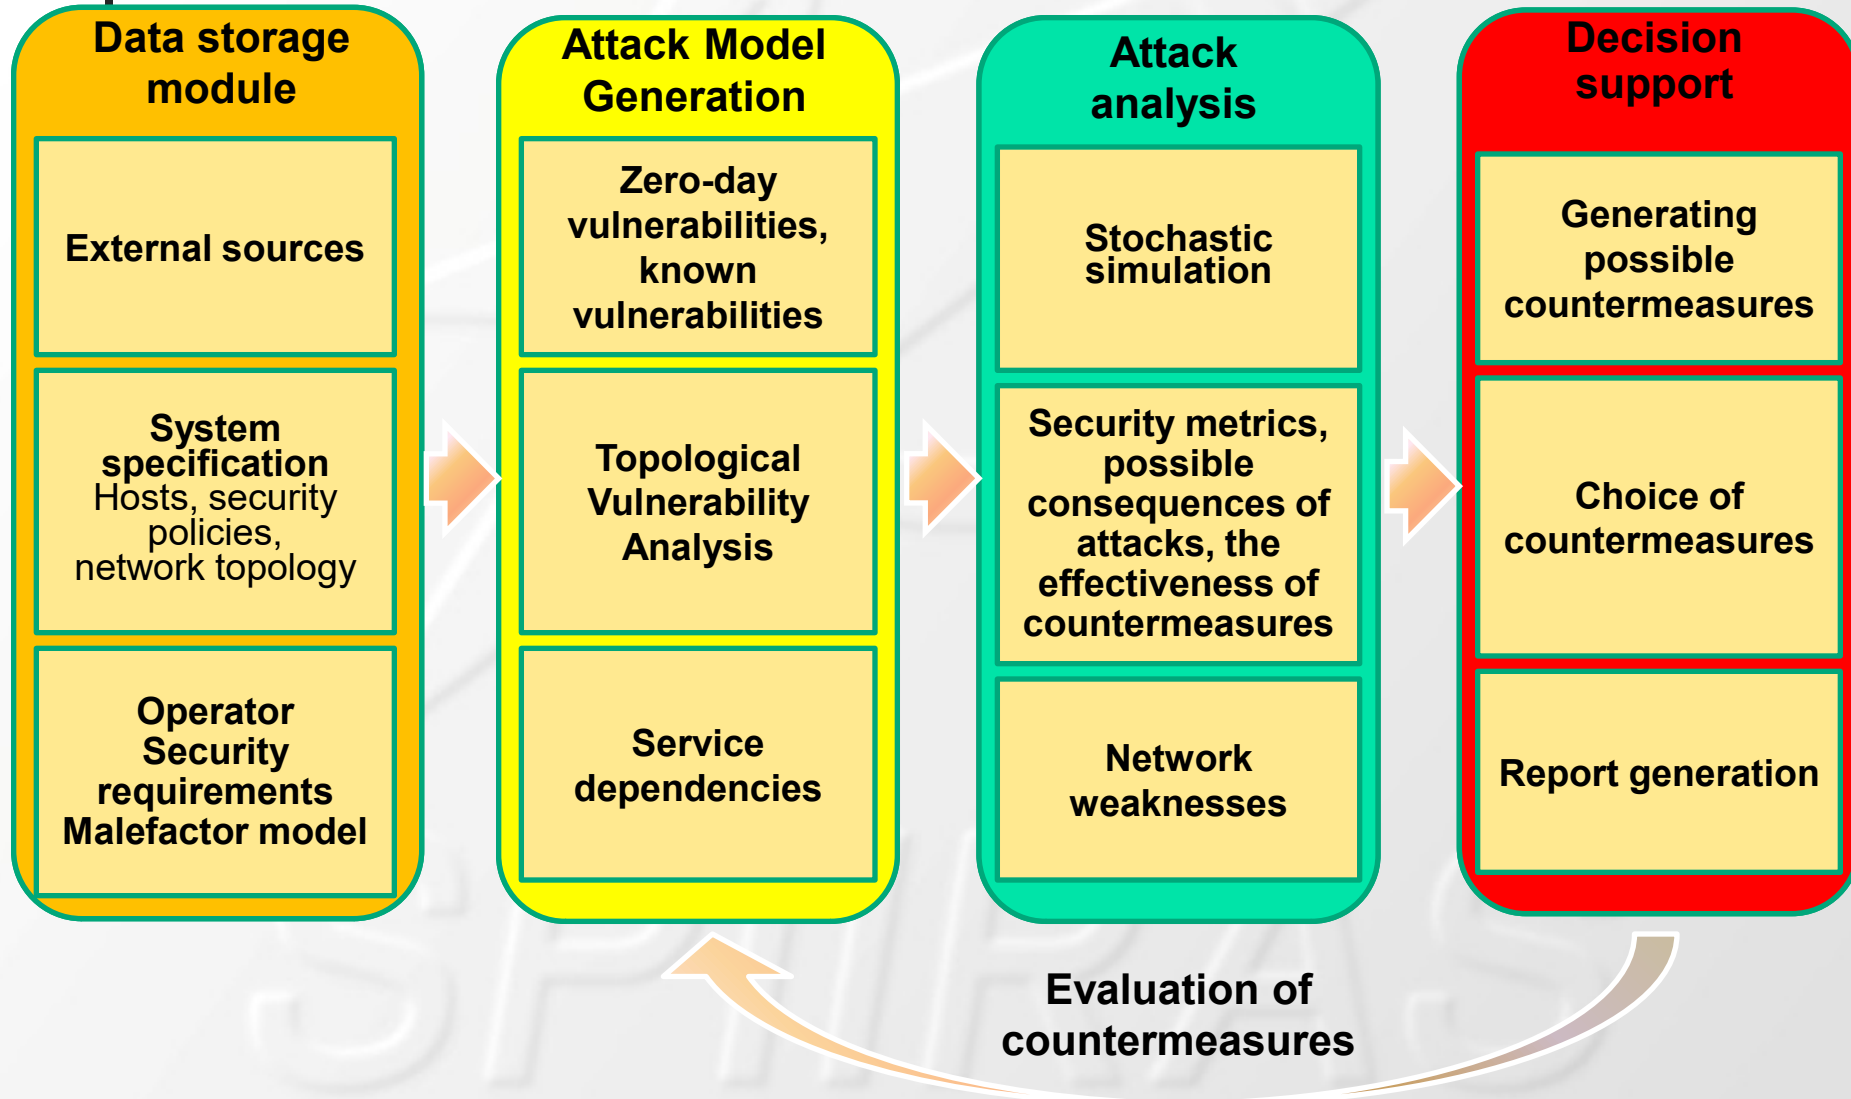 Data storage
module
External sources
System
specification
Hosts, security
policies,
network topology
Operator
Security
requirements
Malefactor model
Attack Model
Generation
Zero-day
vulnerabilities,
known
vulnerabilities
Topological
Vulnerability
Analysis
Service
dependencies
Attack
analysis
Stochastic
simulation
Security metrics,
possible
consequences of
attacks, the
effectiveness of
countermeasures
Network
weaknesses
Decision
support
Generating
possible
countermeasures
Choice of
countermeasures
Report generation
Evaluation of
countermeasures
SPIIRAS